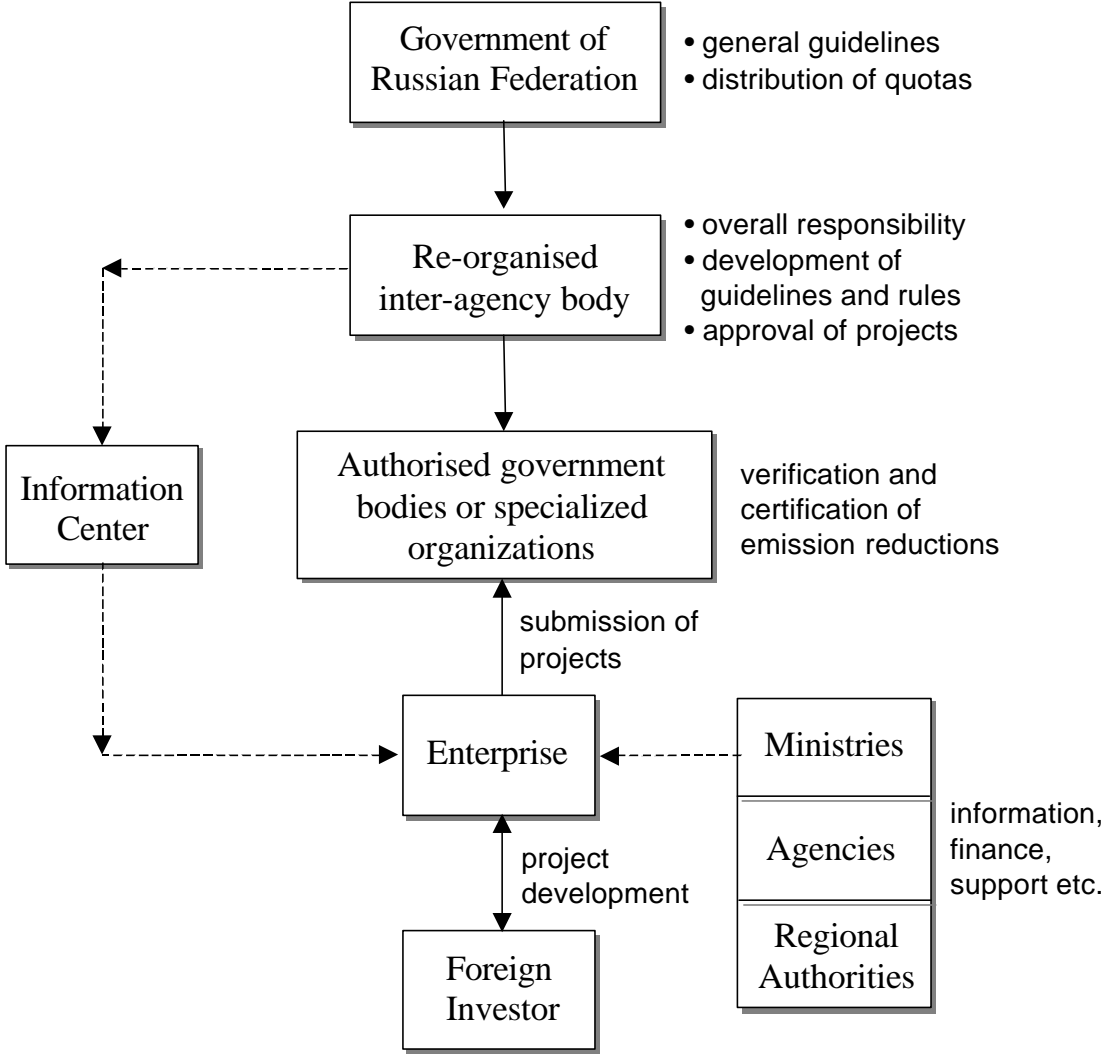 Government of
Russian Federation
• general guidelines
• distribution of quotas
Re-organised
inter-agency body
• overall responsibility
• development of
guidelines and rules
• approval of projects
Information
Center
Authorised government
bodies or specialized
organizations
verification and
certification of
emission reductions
submission of
projects
Enterprise
Ministries
Agencies
Regional
Authorities
information,
finance,
support etc.
project
development
Foreign
Investor